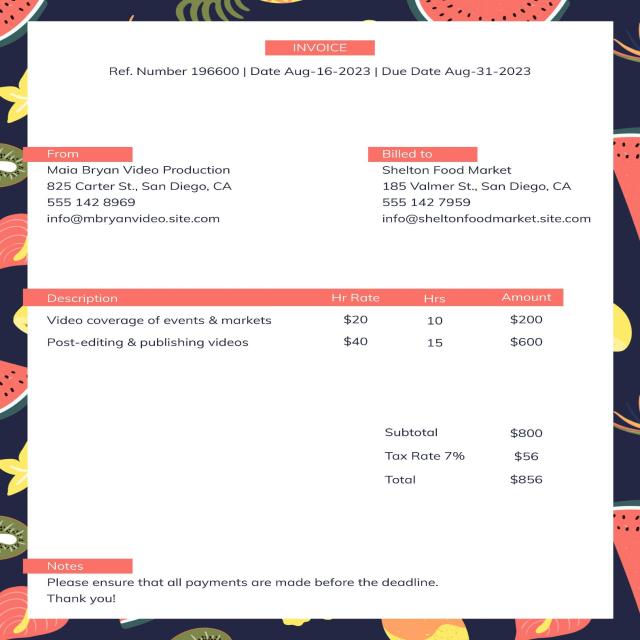 INVOICE
Ref. Number 196600 | Date Aug-16-2023 | Due Date Aug-31-2023
From
Maia Bryan Video Production
825 Carter St., San Diego, CA
555 142 8969
info@mbryanvideo.site.com
Billed to
Shelton Food Market
185 Valmer St., San Diego, CA
555 142 7959
info@sheltonfoodmarket.site.com
Description Hr Rate Hrs Amount
Video coverage of events & markets $20 10 $200
Post-editing & publishing videos $40 15 $600
Subtotal $800
Tax Rate 7% $56
Total $856
Notes
Please ensure that all payments are made before the deadline.
Thank you!